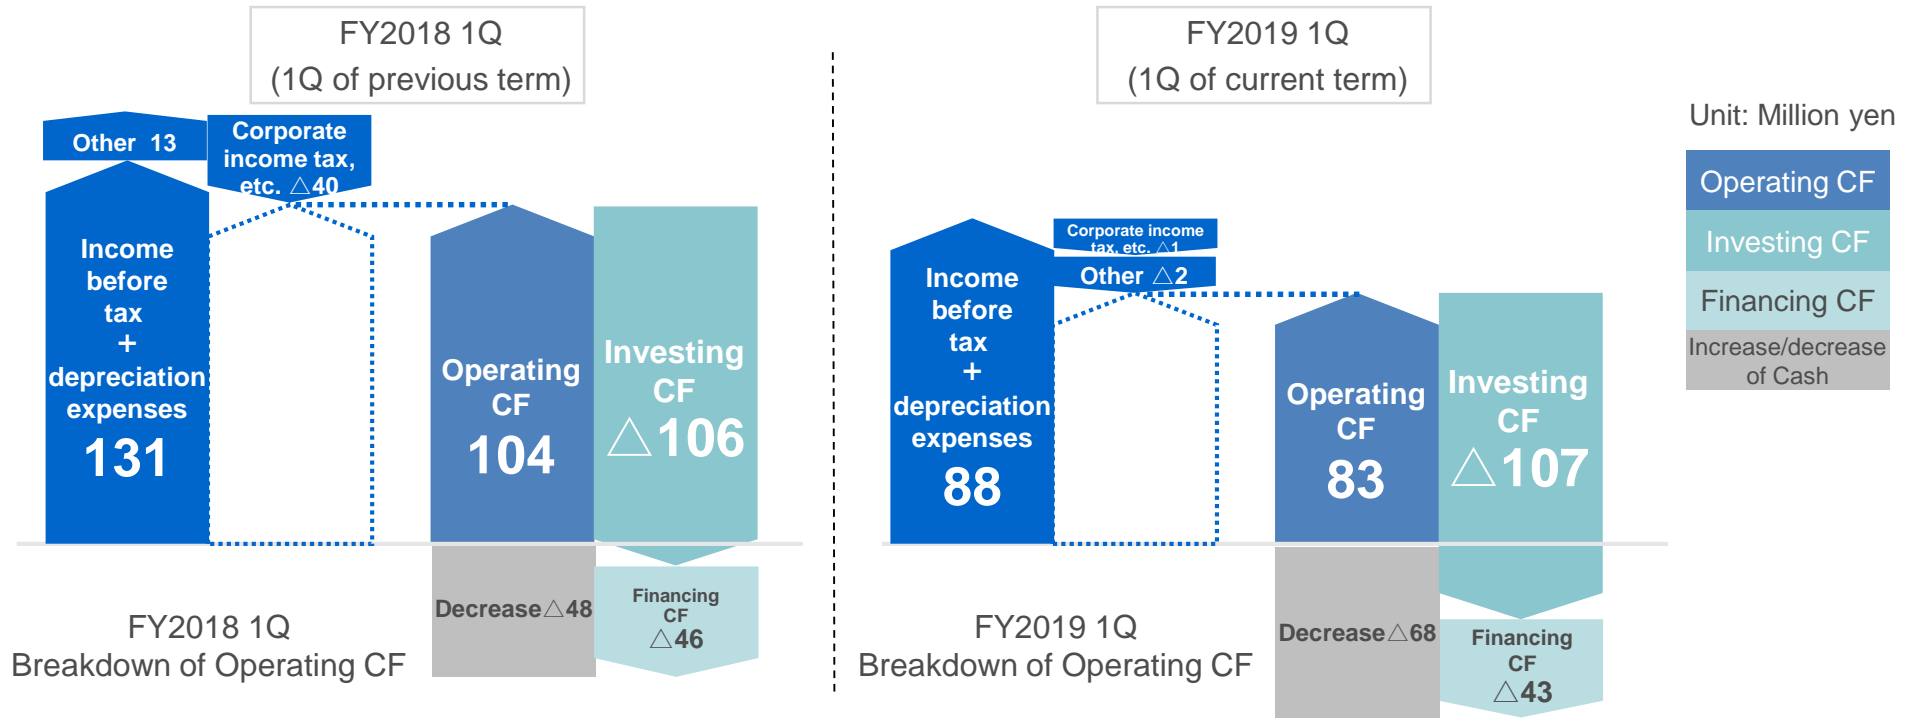 FY2018 1Q
(1Q of previous term)
Other 13
Corporate
income tax,
etc. △40
Income
before
tax
+
depreciation
expenses
131
Operating
CF
104
Investing
CF
△106
Decrease△48
Financing
CF
△46
FY2018 1Q
Breakdown of Operating CF
FY2019 1Q
(1Q of current term)
Corporate income
tax, etc. △1
Other △2
Income
before
tax
+
depreciation
expenses
88
Operating
CF
83
Investing
CF
△107
Decrease△68
Financing
CF
△43
FY2019 1Q
Breakdown of Operating CF
Unit: Million yen
Operating CF
Investing CF
Financing CF
Increase/decrease
of Cash